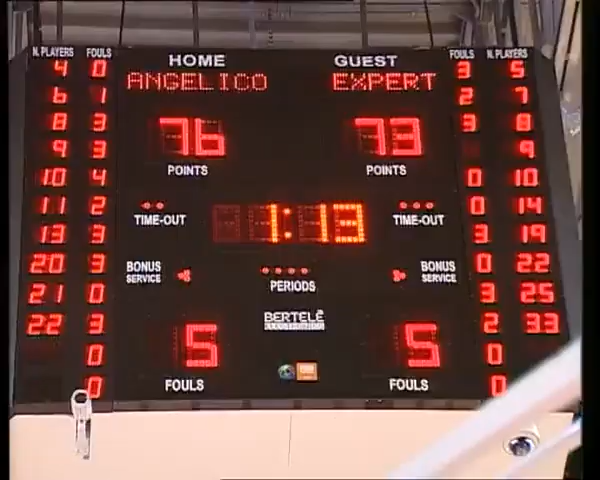 N. PLAYERS FOULS HOME GUEST FOULS N. PLAYERS
4 0 ANGELICO EXPERT 3 5
6 1 2 7
8 3 76 73 3 8
9 3 9
POINTS POINTS
10 4 0 10
11 2 0 14
TIME-OUT 1:13 TIME-OUT
13 3 3 19
20 3 BONUS SERVICE BONUS SERVICE 0 22
21 0 PERIODS 3 25
22 3 BERTELÈ 2 33
ELECTRONICS
0 5 5 0
0 FOULS FOULS 0